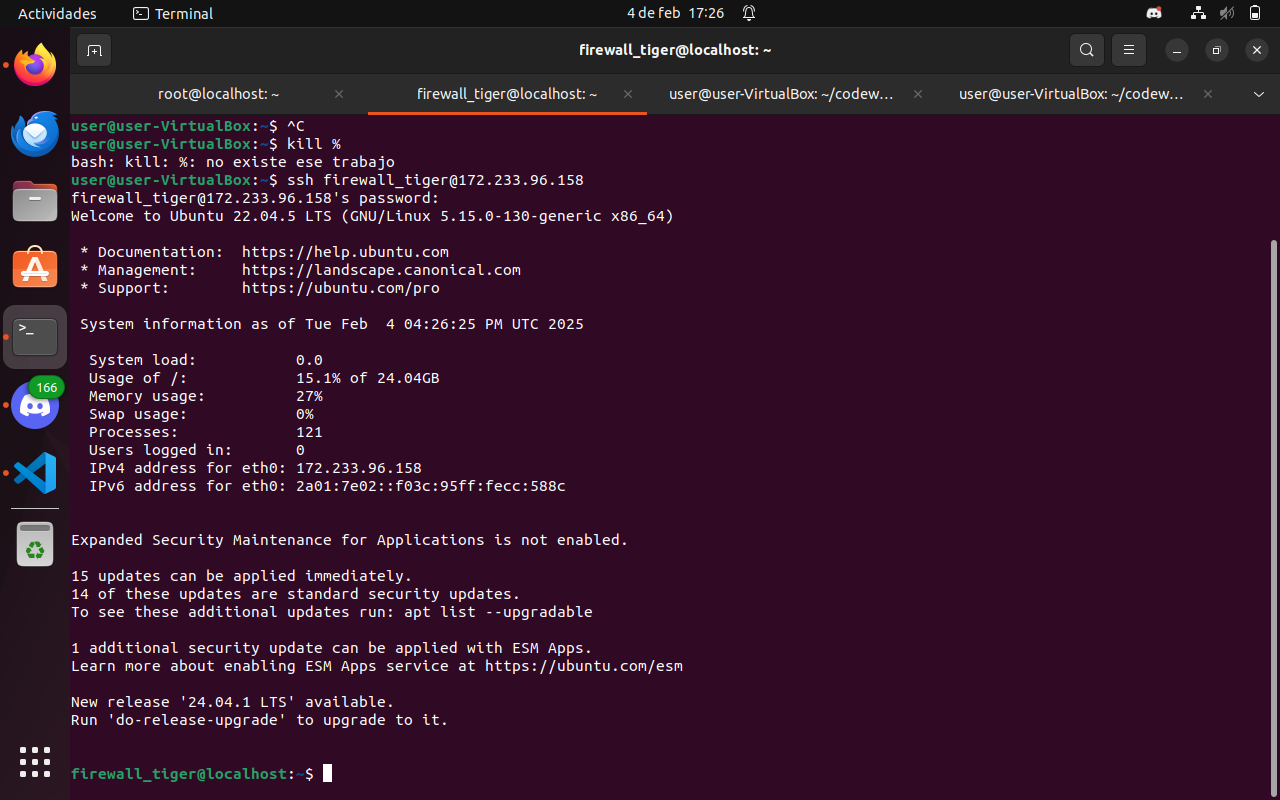 Actividades
Terminal
4 de feb 17:26
firewall_tiger@localhost: ~
root@localhost: ~
firewall_tiger@localhost: ~
user@user-VirtualBox: ~/codew…
user@user-VirtualBox: ~/codew…
user@user-VirtualBox:~$ ^C
user@user-VirtualBox:~$ kill %
bash: kill: %: no existe ese trabajo
user@user-VirtualBox:~$ ssh firewall_tiger@172.233.96.158
firewall_tiger@172.233.96.158's password:
Welcome to Ubuntu 22.04.5 LTS (GNU/Linux 5.15.0-130-generic x86_64)
* Documentation:  https://help.ubuntu.com
* Management:     https://landscape.canonical.com
* Support:        https://ubuntu.com/pro
System information as of Tue Feb  4 04:26:25 PM UTC 2025
System load:           0.0
Usage of /:            15.1% of 24.04GB
Memory usage:          27%
Swap usage:            0%
Processes:             121
Users logged in:       0
IPv4 address for eth0: 172.233.96.158
IPv6 address for eth0: 2a01:7e02::f03c:95ff:fecc:588c
Expanded Security Maintenance for Applications is not enabled.
15 updates can be applied immediately.
14 of these updates are standard security updates.
To see these additional updates run: apt list --upgradable
1 additional security update can be applied with ESM Apps.
Learn more about enabling ESM Apps service at https://ubuntu.com/esm
New release '24.04.1 LTS' available.
Run 'do-release-upgrade' to upgrade to it.
firewall_tiger@localhost:~$
>_
166